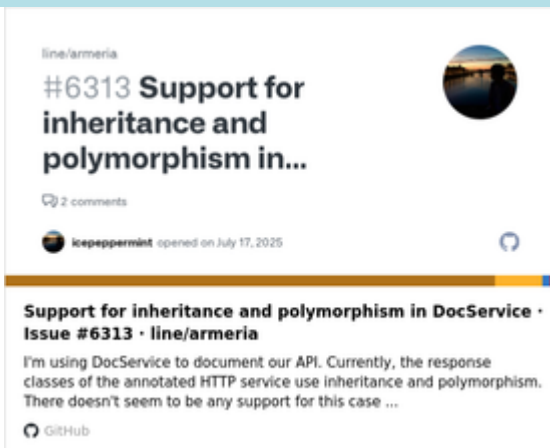 line/armeria
#6313 Support for
inheritance and
polymorphism in...
2 comments
icepeppermint opened on July 17, 2025
Support for inheritance and polymorphism in DocService ·
Issue #6313 · line/armeria
I'm using DocService to document our API. Currently, the response
classes of the annotated HTTP service use inheritance and polymorphism.
There doesn't seem to be any support for this case ...
GitHub